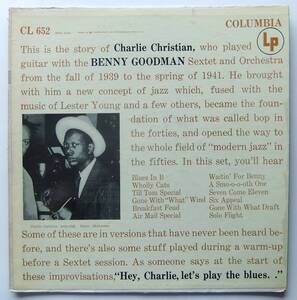 CL 652
COLUMBIA
Lp
This is the story of Charlie Christian, who played
guitar with the BENNY GOODMAN Sextet and Orchestra
from the fall of 1939 to the spring of 1941. He brought
with him a new concept of jazz which, fused with the
music of Lester Young and a few others, became the foun-
dation of what was called bop in
the forties, and opened the way to
the whole world of "modern jazz" in
the fifties. In this set, you'll hear
Blues In B
Wholly Cats
Till Tom Special
Gone With "What" Wind
Breakfast Feud
Air Mail Special
Waitin' For Benny
A Smo-o-o-oth One
Seven Come Eleven
Six Appeal
Gone With What Draft
Solo Flight
Some of these are in versions that have never been heard be-
fore, and there's also some stuff played during a warm-up
before a Sextet session. As someone says at the start of
these improvisations, "Hey, Charlie, let's play the blues. ."